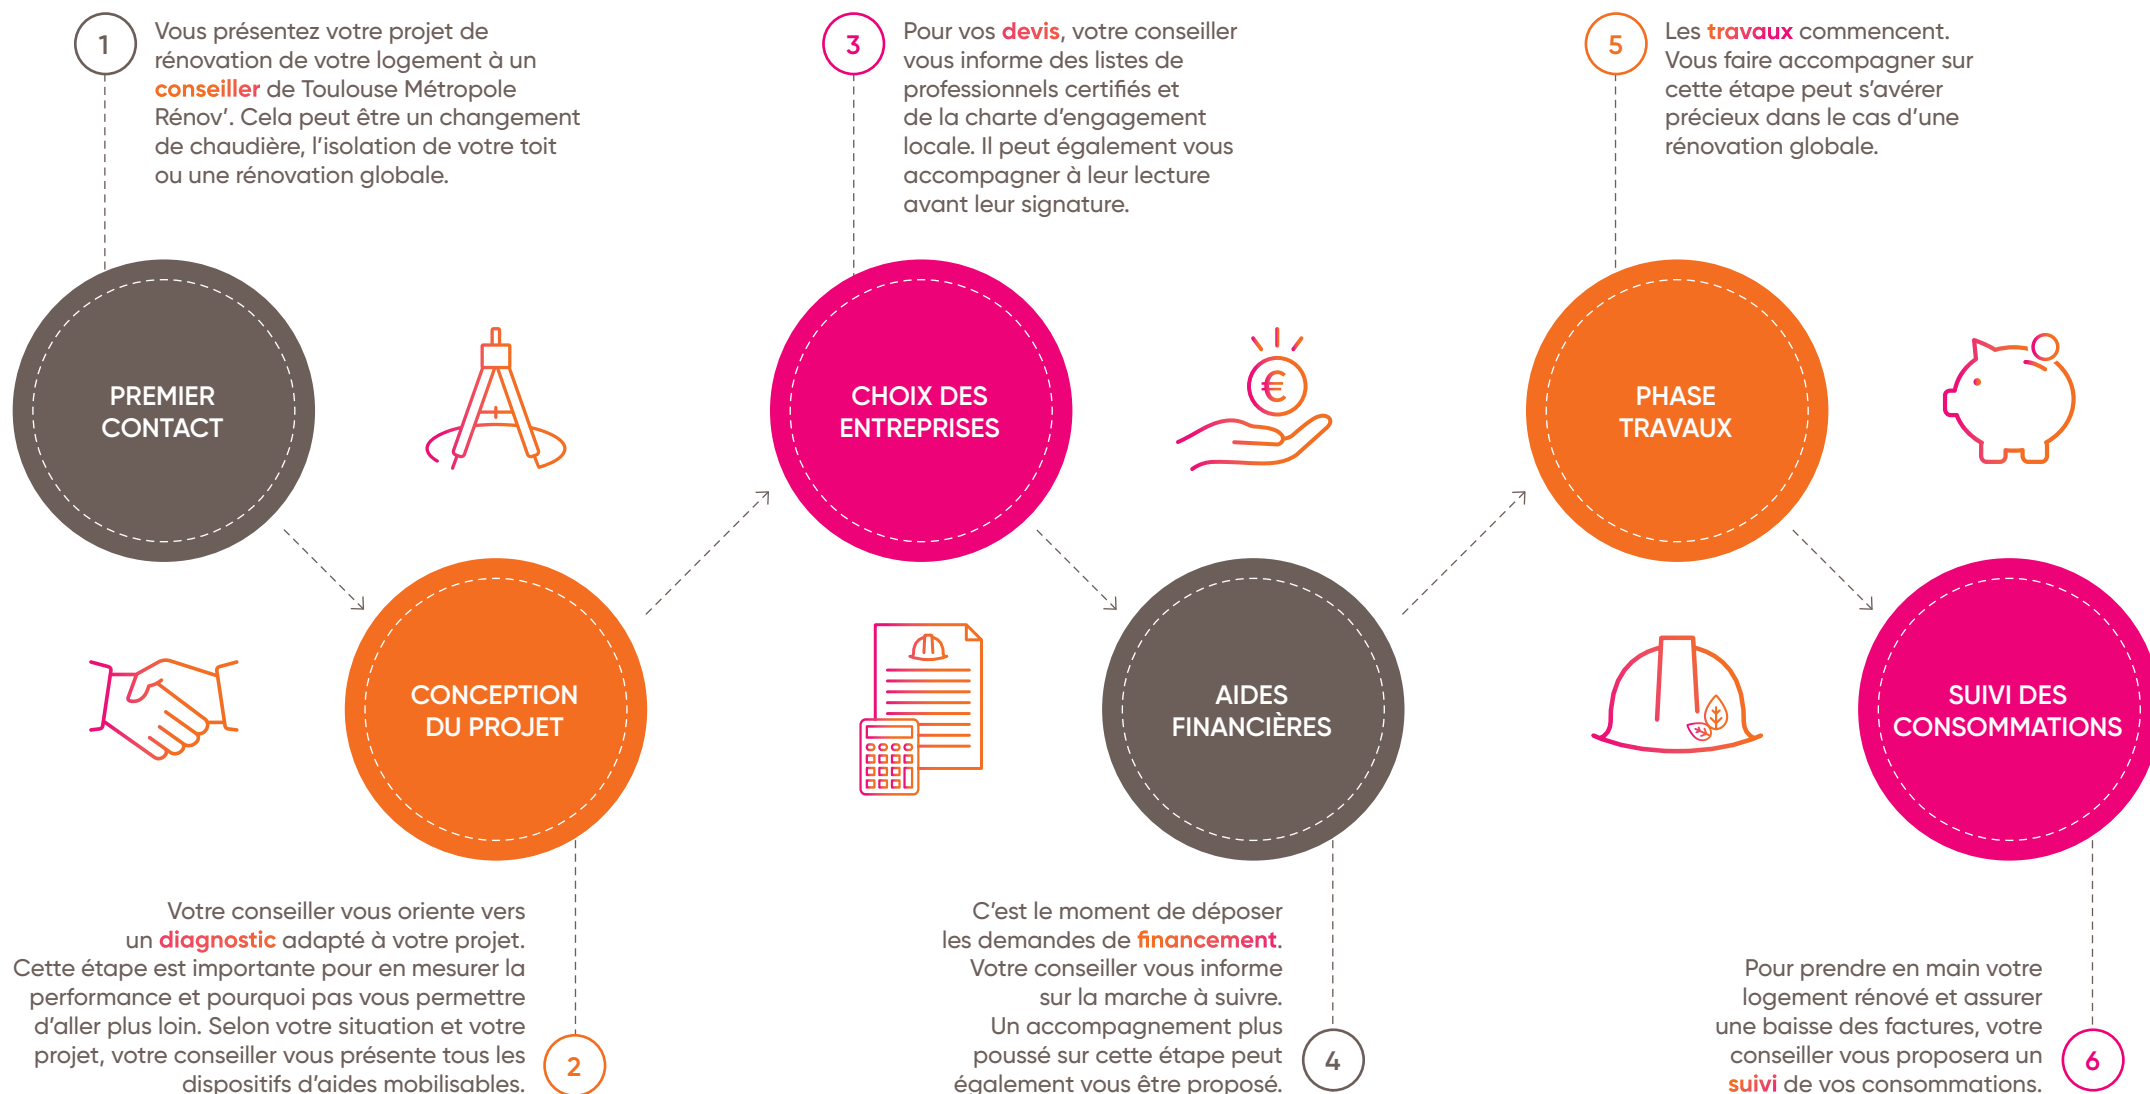 1
Vous présentez votre projet de
rénovation de votre logement à un
conseiller de Toulouse Métropole
Rénov’. Cela peut être un changement
de chaudière, l’isolation de votre toit
ou une rénovation globale.
PREMIER
CONTACT
CONCEPTION
DU PROJET
Votre conseiller vous oriente vers
un diagnostic adapté à votre projet.
Cette étape est importante pour en mesurer la
performance et pourquoi pas vous permettre
d’aller plus loin. Selon votre situation et votre
projet, votre conseiller vous présente tous les
dispositifs d’aides mobilisables.
2
3
Pour vos devis, votre conseiller
vous informe des listes de
professionnels certifiés et
de la charte d’engagement
locale. Il peut également vous
accompagner à leur lecture
avant leur signature.
CHOIX DES
ENTREPRISES
€
AIDES
FINANCIÈRES
C’est le moment de déposer
les demandes de financement.
Votre conseiller vous informe
sur la marche à suivre.
Un accompagnement plus
poussé sur cette étape peut
également vous être proposé.
4
5
Les travaux commencent.
Vous faire accompagner sur
cette étape peut s’avérer
précieux dans le cas d’une
rénovation globale.
PHASE
TRAVAUX
SUIVI DES
CONSOMMATIONS
Pour prendre en main votre
logement rénové et assurer
une baisse des factures, votre
conseiller vous proposera un
suivi de vos consommations.
6